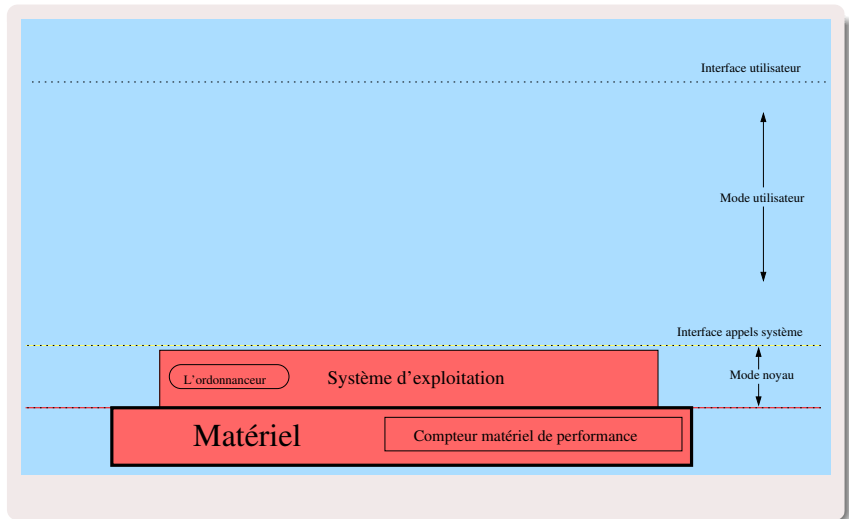 Interface utilisateur
Mode utilisateur
Interface appels système
Mode noyau
L'ordonnanceur
Système d'exploitation
Matériel
Compteur matériel de performance